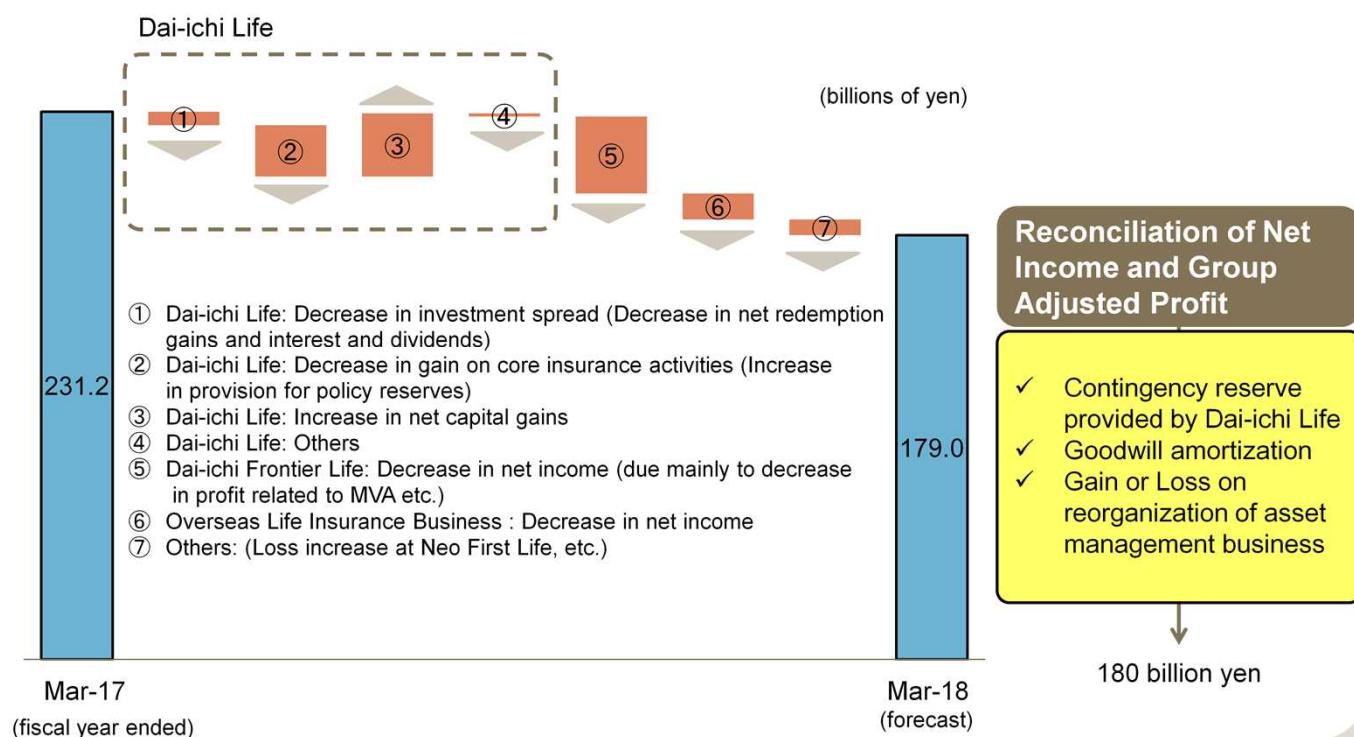 Dai-ichi Life
(billions of yen)
①
②
③
④
⑤
⑥
⑦
231.2
179.0
① Dai-ichi Life: Decrease in investment spread (Decrease in net redemption
gains and interest and dividends)
② Dai-ichi Life: Decrease in gain on core insurance activities (Increase
in provision for policy reserves)
③ Dai-ichi Life: Increase in net capital gains
④ Dai-ichi Life: Others
⑤ Dai-ichi Frontier Life: Decrease in net income (due mainly to decrease
in profit related to MVA etc.)
⑥ Overseas Life Insurance Business : Decrease in net income
⑦ Others: (Loss increase at Neo First Life, etc.)
Mar-17
(fiscal year ended)
Mar-18
(forecast)
Reconciliation of Net
Income and Group
Adjusted Profit
✓ Contingency reserve
provided by Dai-ichi Life
✓ Goodwill amortization
✓ Gain or Loss on
reorganization of asset
management business
180 billion yen